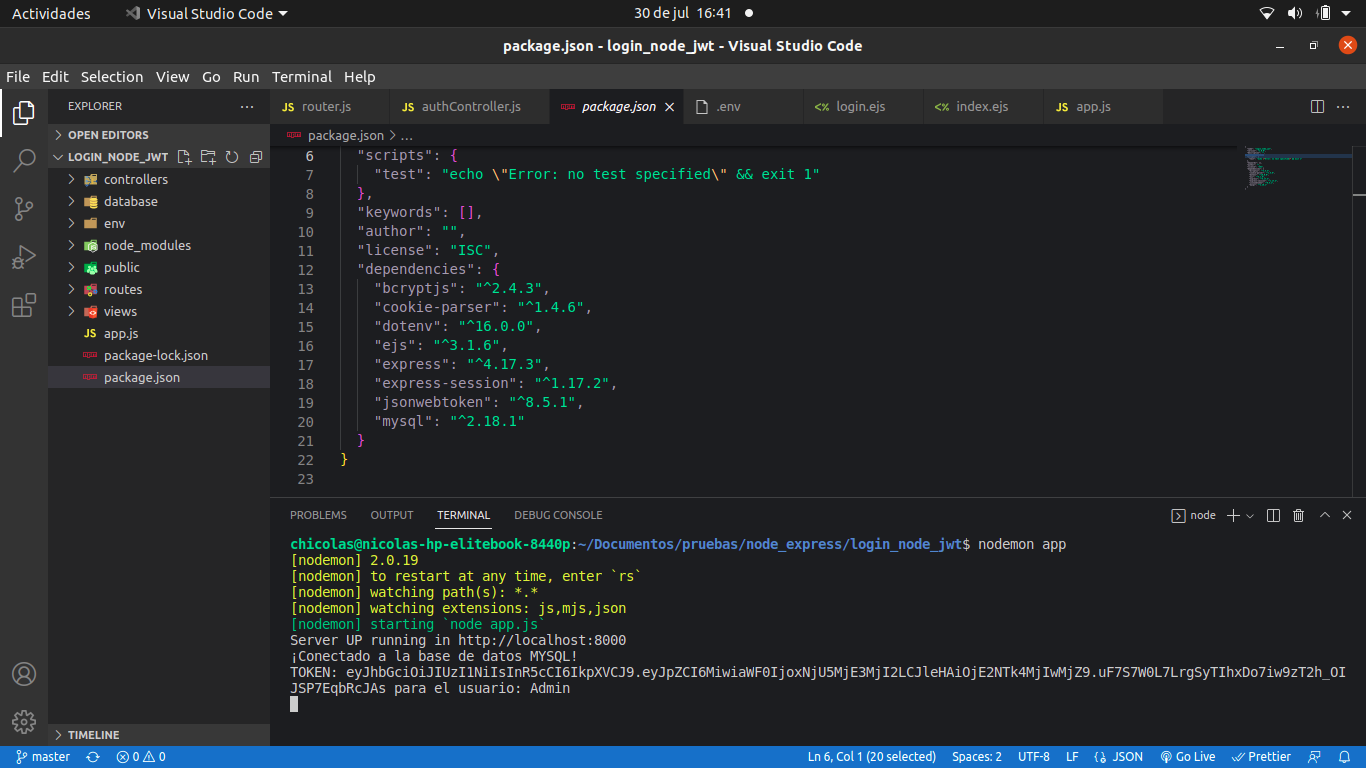 Actividades Visual Studio Code 30 de jul 16:41
package.json - login_node_jwt - Visual Studio Code
File Edit Selection View Go Run Terminal Help
EXPLORER
router.js authController.js package.json .env login.ejs index.ejs app.js
OPEN EDITORS
package.json > ...
LOGIN_NODE_JWT
controllers
database
env
node_modules
public
routes
views
app.js
package-lock.json
package.json
TIMELINE
6 "scripts": {
7 "test": "echo \"Error: no test specified\" && exit 1"
8 },
9 "keywords": [],
10 "author": "",
11 "license": "ISC",
12 "dependencies": {
13 "bcryptjs": "^2.4.3",
14 "cookie-parser": "^1.4.6",
15 "dotenv": "^16.0.0",
16 "ejs": "^3.1.6",
17 "express": "^4.17.3",
18 "express-session": "^1.17.2",
19 "jsonwebtoken": "^8.5.1",
20 "mysql": "^2.18.1"
21 }
22 }
23
PROBLEMS OUTPUT TERMINAL DEBUG CONSOLE node
chicolas@nicolas-hp-elitebook-8440p:~/Documentos/pruebas/node_express/login_node_jwt$ nodemon app
[nodemon] 2.0.19
[nodemon] to restart at any time, enter `rs`
[nodemon] watching path(s): *.*
[nodemon] watching extensions: js,mjs,json
[nodemon] starting `node app.js`
Server UP running in http://localhost:8000
¡Conectado a la base de datos MYSQL!
TOKEN: eyJhbGciOiJIUzI1NiIsInR5cCI6IkpXVCJ9.eyJpZCI6MiwiaWF0IjoxNjU5MjE3MjI2LCJleHAiOjE2NTk4MjIwMjZ9.uF7S7W0L7LrgSyTIhxDo7iw9zT2h_OI
JSP7EqbRcJAs para el usuario: Admin
master 0 0 Ln 6, Col 1 (20 selected) Spaces: 2 UTF-8 LF {} JSON Go Live Prettier